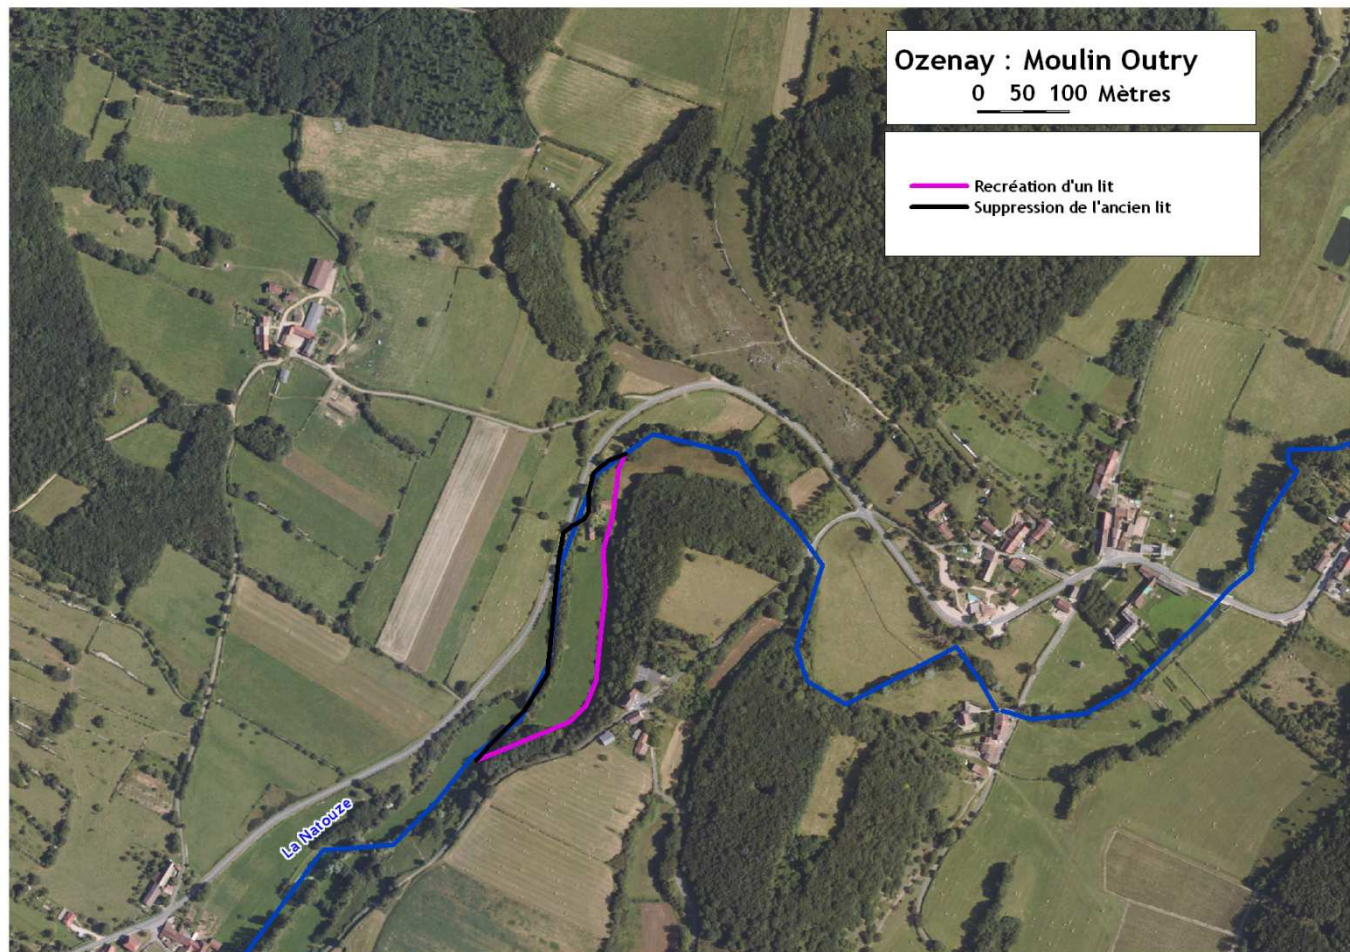 Ozenay : Moulin Outry
0 50 100 Mètres
Recréation d'un lit
Suppression de l'ancien lit
La Natouze